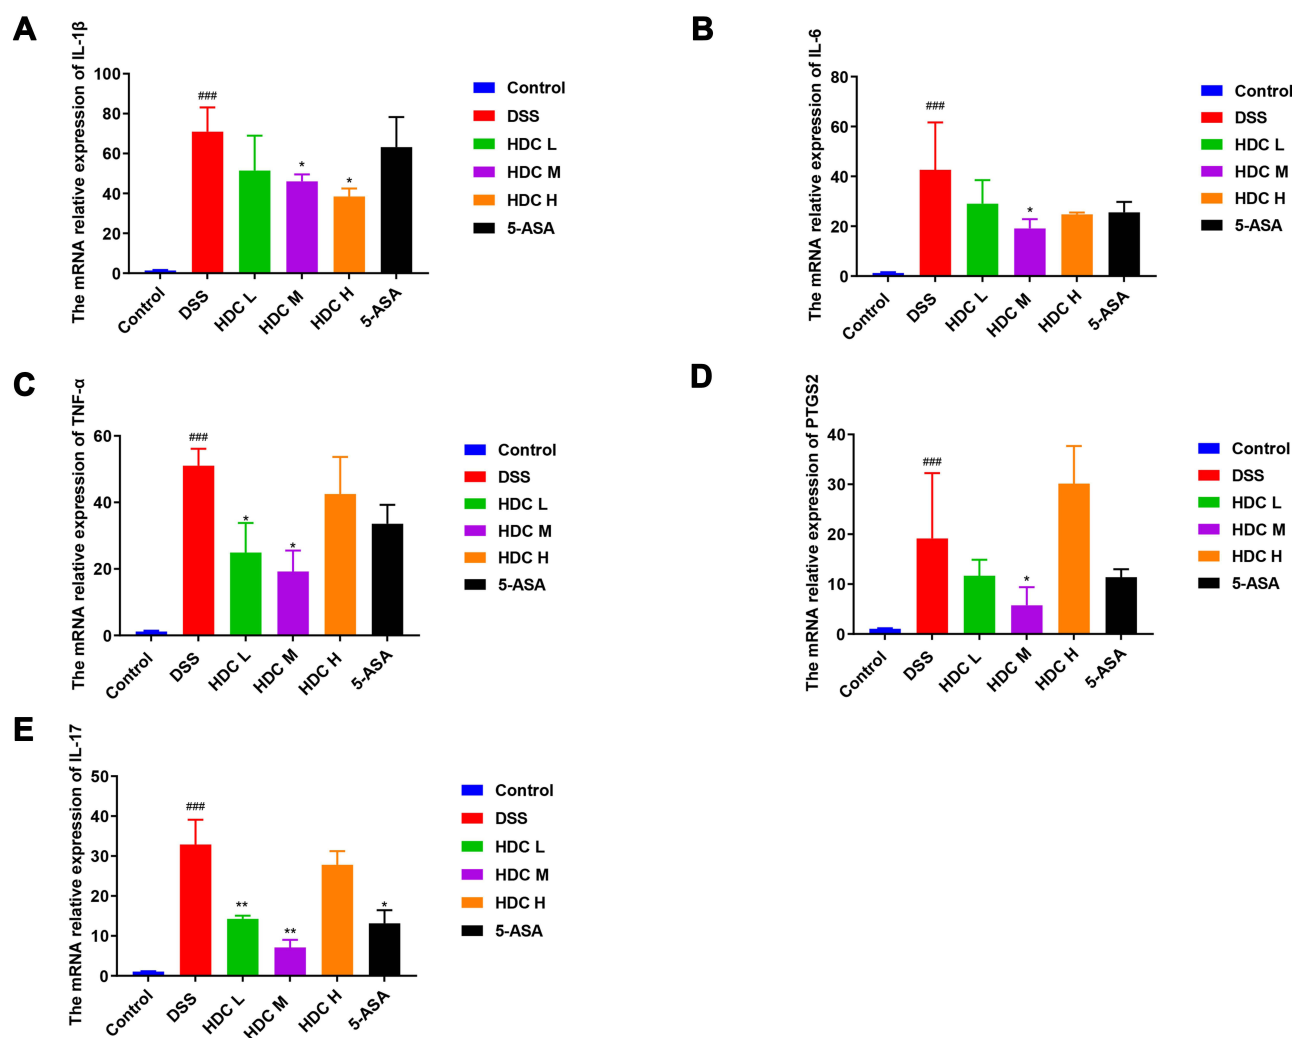 A
The mRNA relative expression of IL-1β
100
80
60
40
20
0
###
*
*
Control
DSS
HDC L
HDC M
HDC H
5-ASA
Control
DSS
HDC L
HDC M
HDC H
5-ASA
B
The mRNA relative expression of IL-6
80
60
40
20
0
###
*
Control
DSS
HDC L
HDC M
HDC H
5-ASA
Control
DSS
HDC L
HDC M
HDC H
5-ASA
C
The mRNA relative expression of TNF-α
60
40
20
0
###
*
*
Control
DSS
HDC L
HDC M
HDC H
5-ASA
Control
DSS
HDC L
HDC M
HDC H
5-ASA
D
The mRNA relative expression of PTGS2
40
30
20
10
0
###
*
Control
DSS
HDC L
HDC M
HDC H
5-ASA
Control
DSS
HDC L
HDC M
HDC H
5-ASA
E
The mRNA relative expression of IL-17
50
40
30
20
10
0
###
**
**
*
Control
DSS
HDC L
HDC M
HDC H
5-ASA
Control
DSS
HDC L
HDC M
HDC H
5-ASA